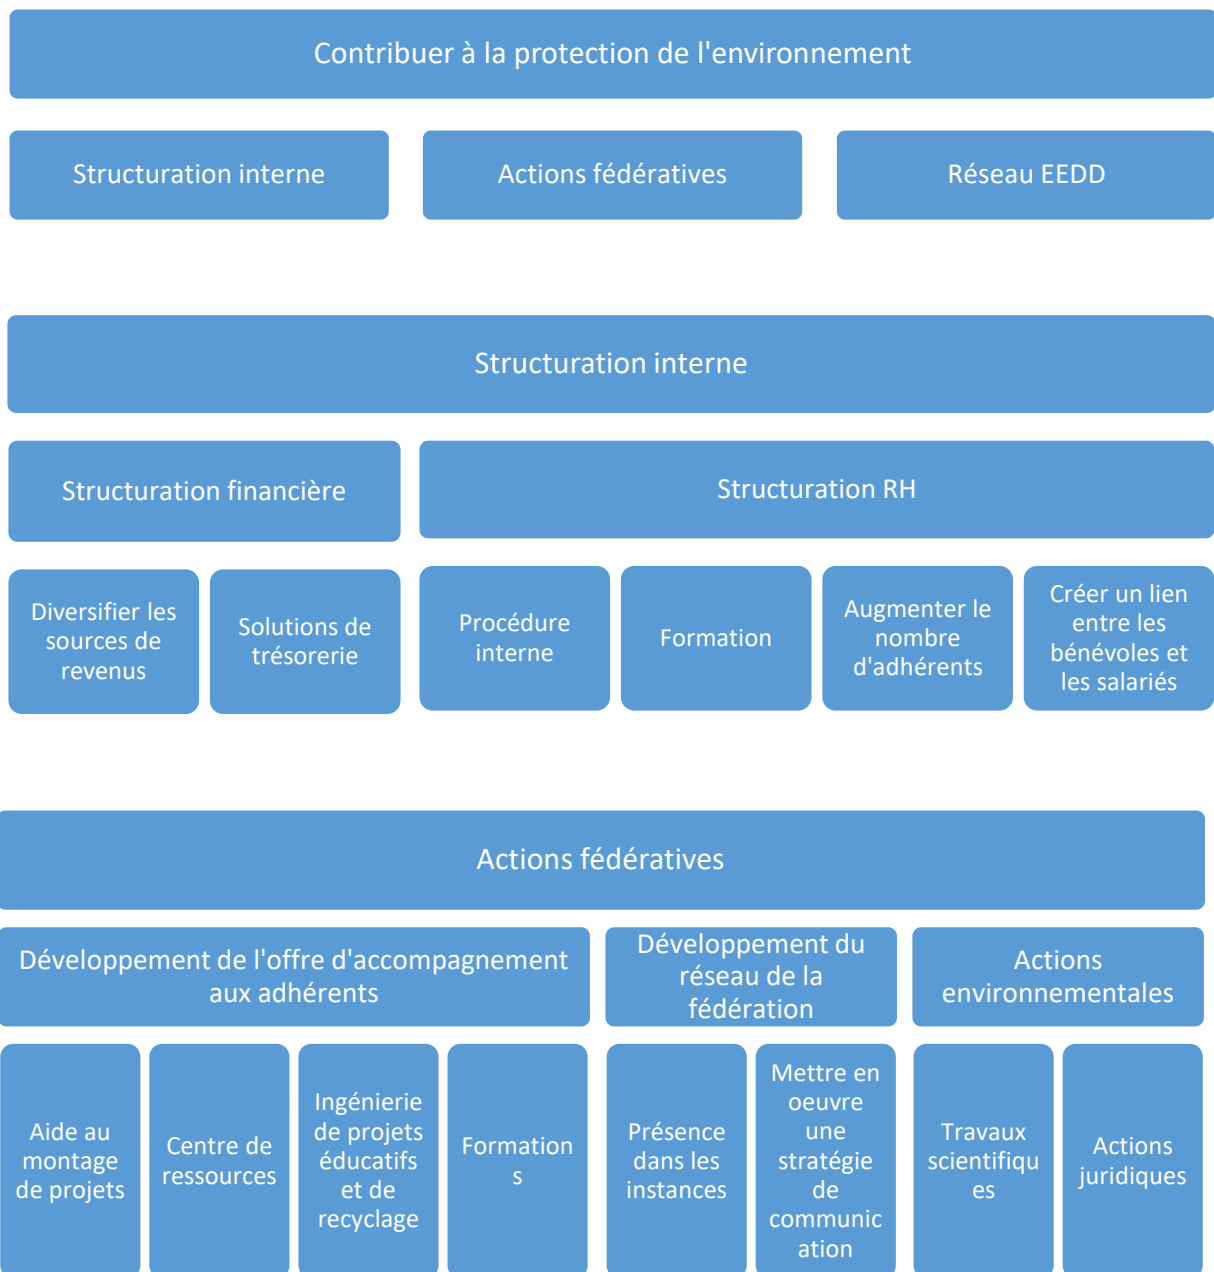 Contribuer à la protection de l'environnement
Structuration interne
Actions fédératives
Réseau EEDD
Structuration interne
Structuration financière
Structuration RH
Diversifier les
sources de
revenus
Solutions de
trésorerie
Procédure
interne
Formation
Augmenter le
nombre
d'adhérents
Créer un lien
entre les
bénévoles et
les salariés
Actions fédératives
Développement de l'offre d'accompagnement
aux adhérents
Développement du
réseau de la
fédération
Actions
environnementales
Aide au
montage
de projets
Centre de
ressources
Ingénierie
de projets
éducatifs
et de
recyclage
Formation
s
Présence
dans les
instances
Mettre en
oeuvre
une
stratégie
de
communic
ation
Travaux
scientifiqu
es
Actions
juridiques